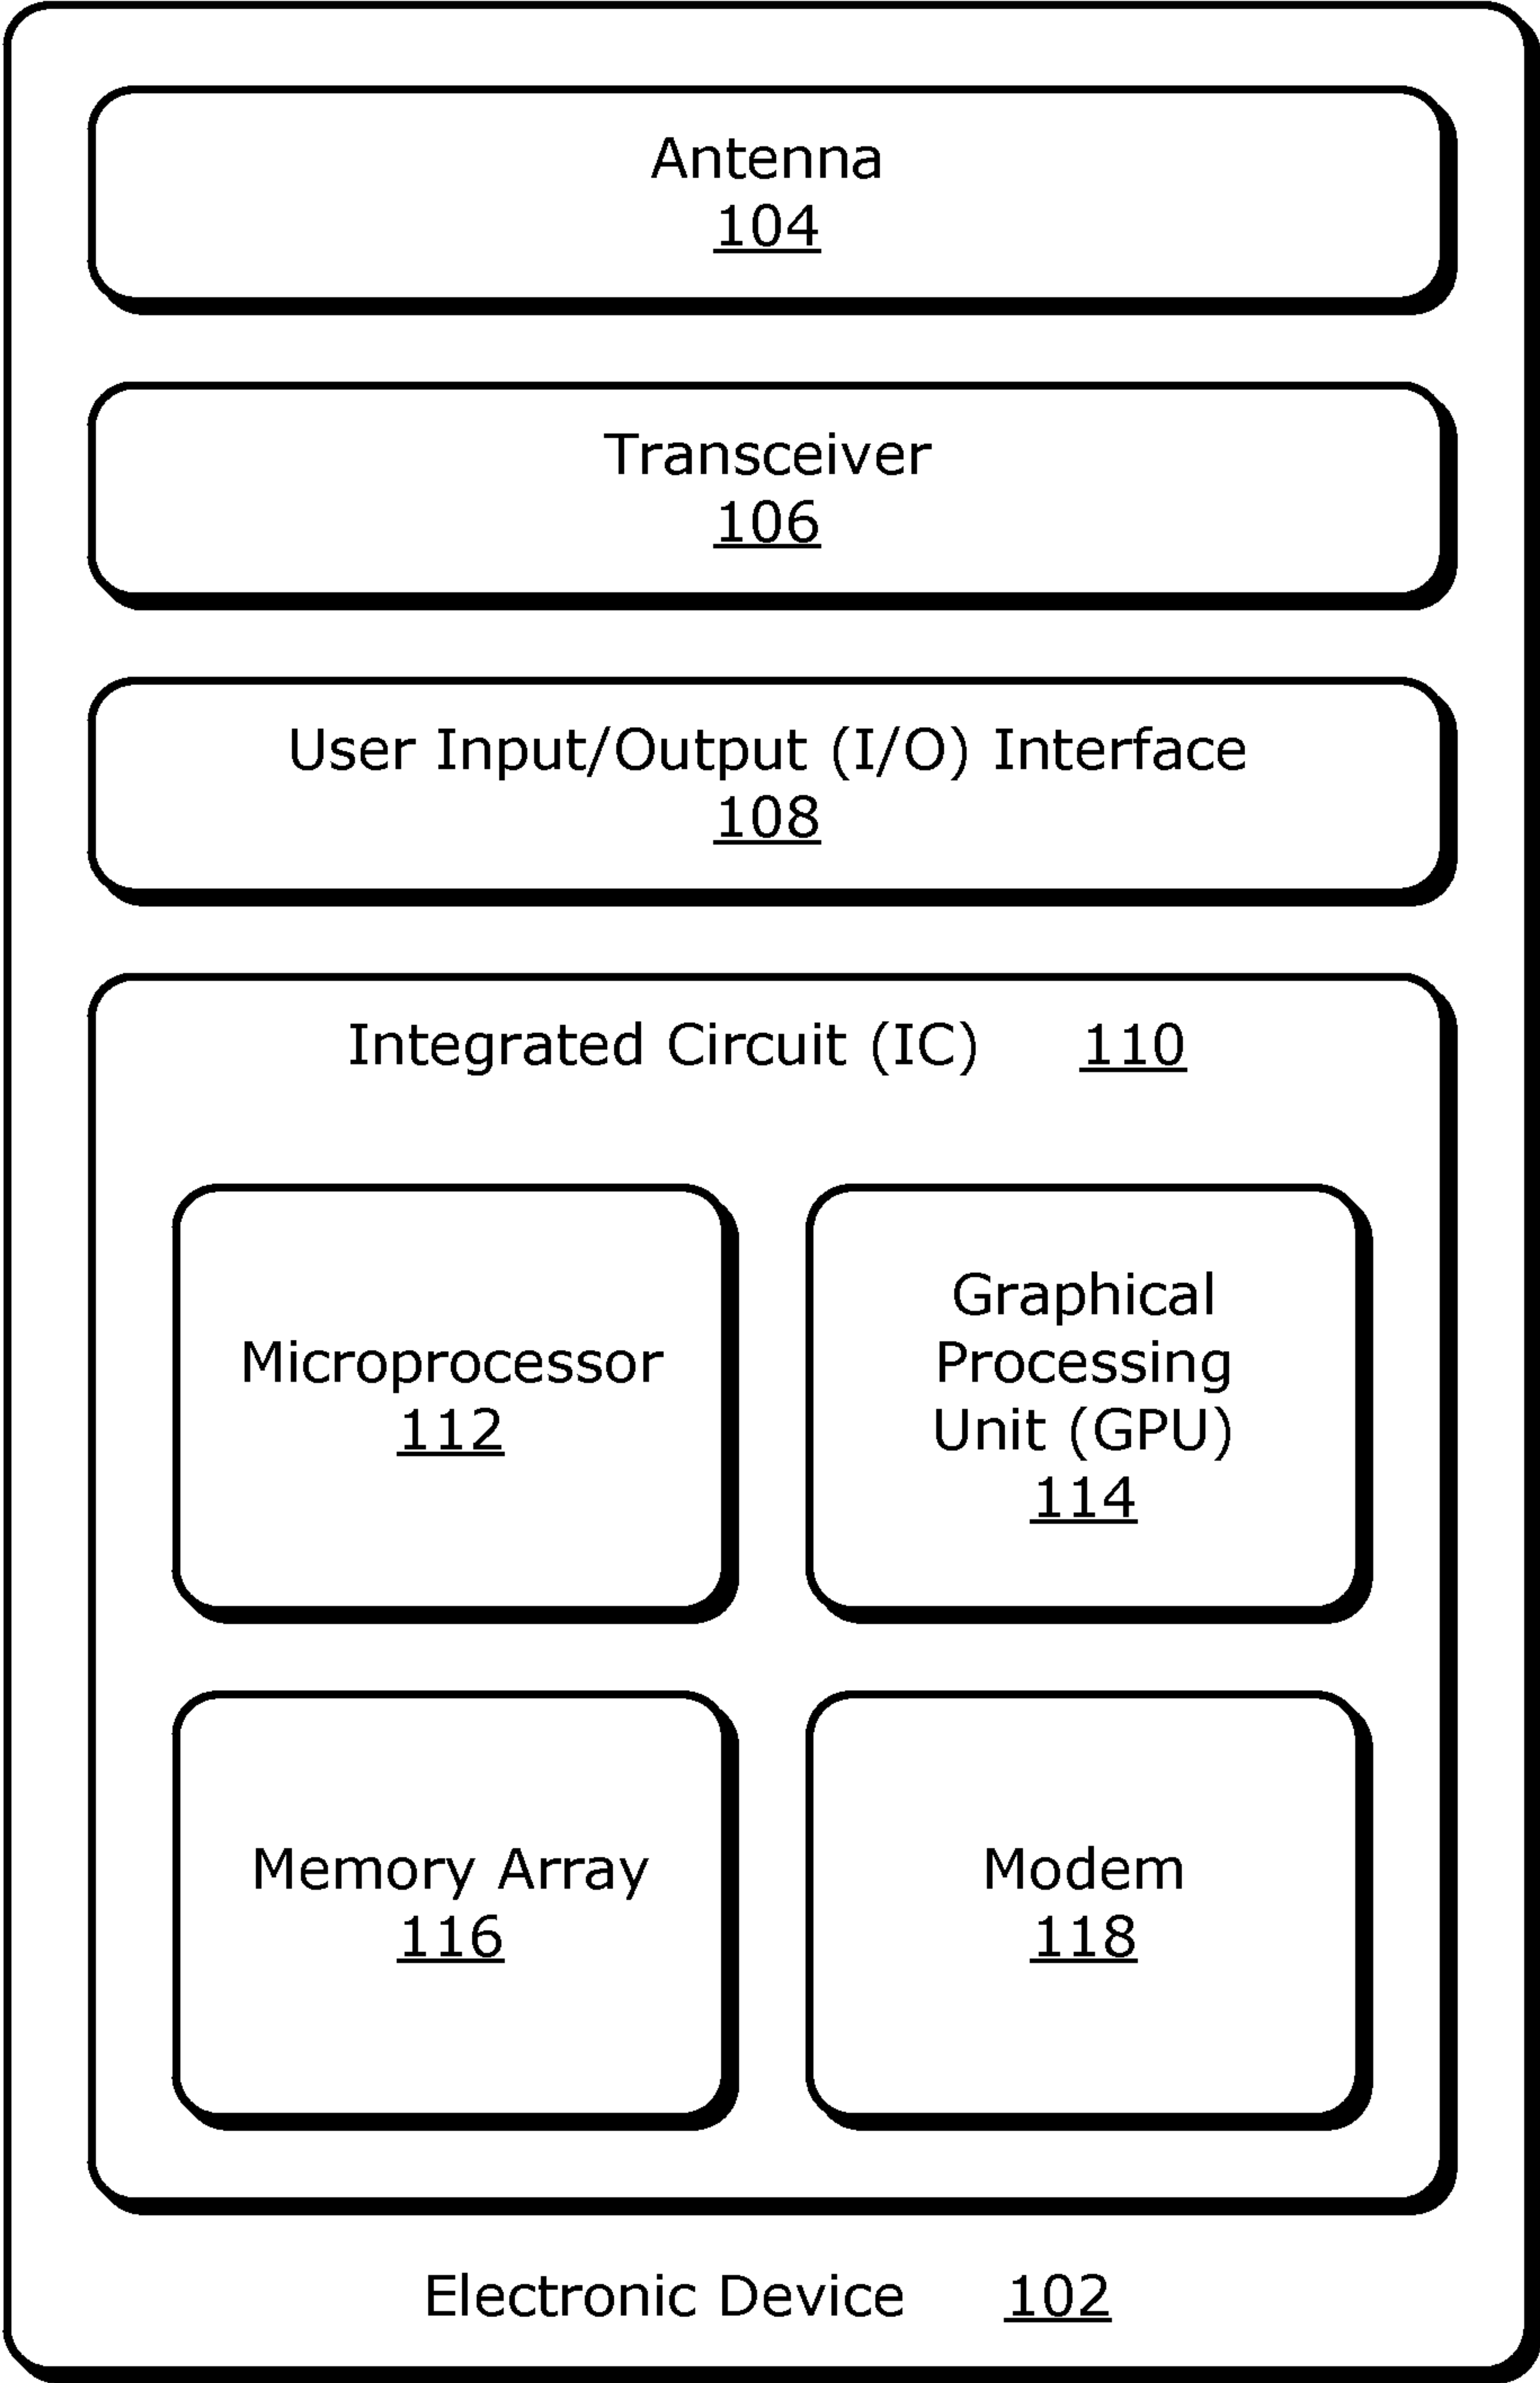 Antenna
104
Transceiver
106
User Input/Output (I/O) Interface
108
Integrated Circuit (IC) 110
Microprocessor
112
Graphical
Processing
Unit (GPU)
114
Memory Array
116
Modem
118
Electronic Device 102